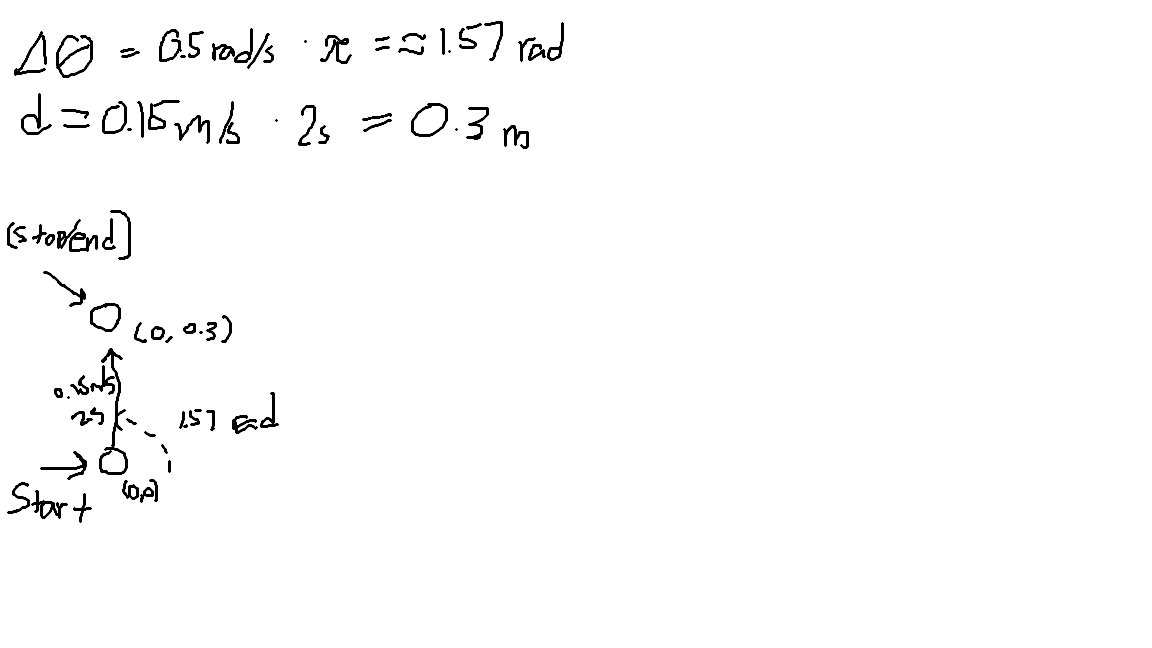 Δθ = 0.5 rad/s · π = ≈ 1.57 rad
d = 0.15 m/s · 2s = 0.3 m
[stop/end]
(0, 0.3)
0.15m/s
2s
1.57 rad
(0,0)
Start